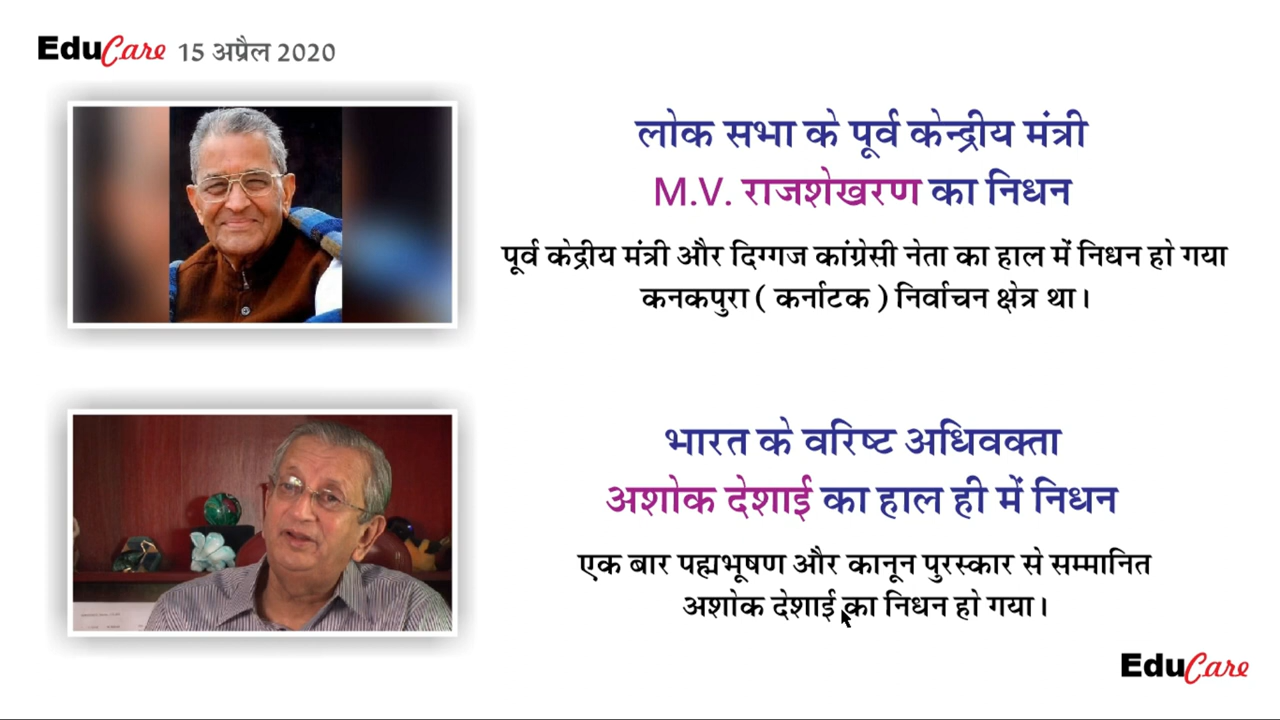 EduCare 15 अप्रैल 2020
लोक सभा के पूर्व केन्द्रीय मंत्री
M.V. राजशेखरण का निधन
पूर्व केद्रीय मंत्री और दिग्गज कांग्रेसी नेता का हाल में निधन हो गया
कनकपुरा ( कर्नाटक ) निर्वाचन क्षेत्र था।
भारत के वरिष्ट अधिवक्ता
अशोक देशाई का हाल ही में निधन
एक बार पह्मभूषण और कानून पुरस्कार से सम्मानित
अशोक देशाई का निधन हो गया।
EduCare